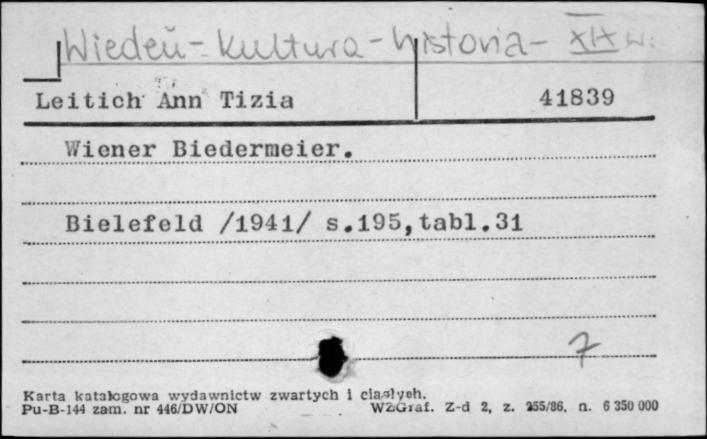 Wiedeń - kultura - historia - XIX w.
Leitich Ann Tizia 41839
Wiener Biedermeier.
Bielefeld /1941/ s.195,tabl.31
7
Karta katalogowa wydawnictw zwartych i ciągłych.
Pu-B-144 zam. nr 446/DW/ON WZGraf. Z-d 2, z. 255/86. n. 6 350 000